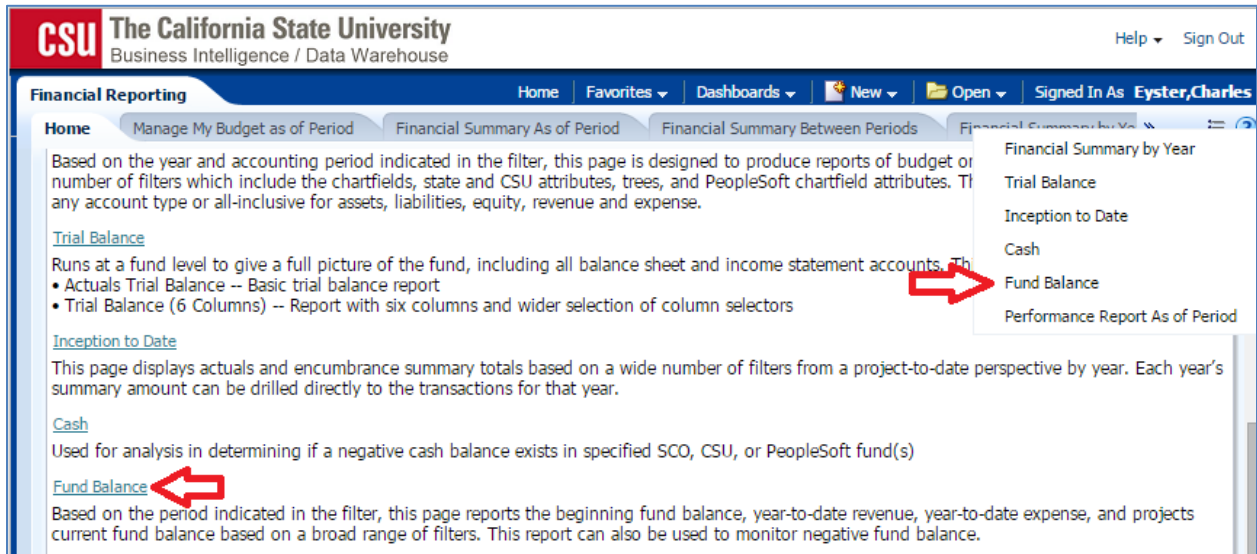 CSU The California State University
Business Intelligence / Data Warehouse
Help Sign Out
Financial Reporting
Home Favorites Dashboards New Open Signed In As Eyster,Charles
Home Manage My Budget as of Period Financial Summary As of Period Financial Summary Between Periods Financial Summary by Ye »
Financial Summary by Year
Trial Balance
Inception to Date
Cash
Fund Balance
Performance Report As of Period
Based on the year and accounting period indicated in the filter, this page is designed to produce reports of budget or
number of filters which include the chartfields, state and CSU attributes, trees, and PeopleSoft chartfield attributes. Th
any account type or all-inclusive for assets, liabilities, equity, revenue and expense.
Trial Balance
Runs at a fund level to give a full picture of the fund, including all balance sheet and income statement accounts. Th
• Actuals Trial Balance -- Basic trial balance report
• Trial Balance (6 Columns) -- Report with six columns and wider selection of column selectors
Inception to Date
This page displays actuals and encumbrance summary totals based on a wide number of filters from a project-to-date perspective by year. Each year's
summary amount can be drilled directly to the transactions for that year.
Cash
Used for analysis in determining if a negative cash balance exists in specified SCO, CSU, or PeopleSoft fund(s)
Fund Balance
Based on the period indicated in the filter, this page reports the beginning fund balance, year-to-date revenue, year-to-date expense, and projects
current fund balance based on a broad range of filters. This report can also be used to monitor negative fund balance.